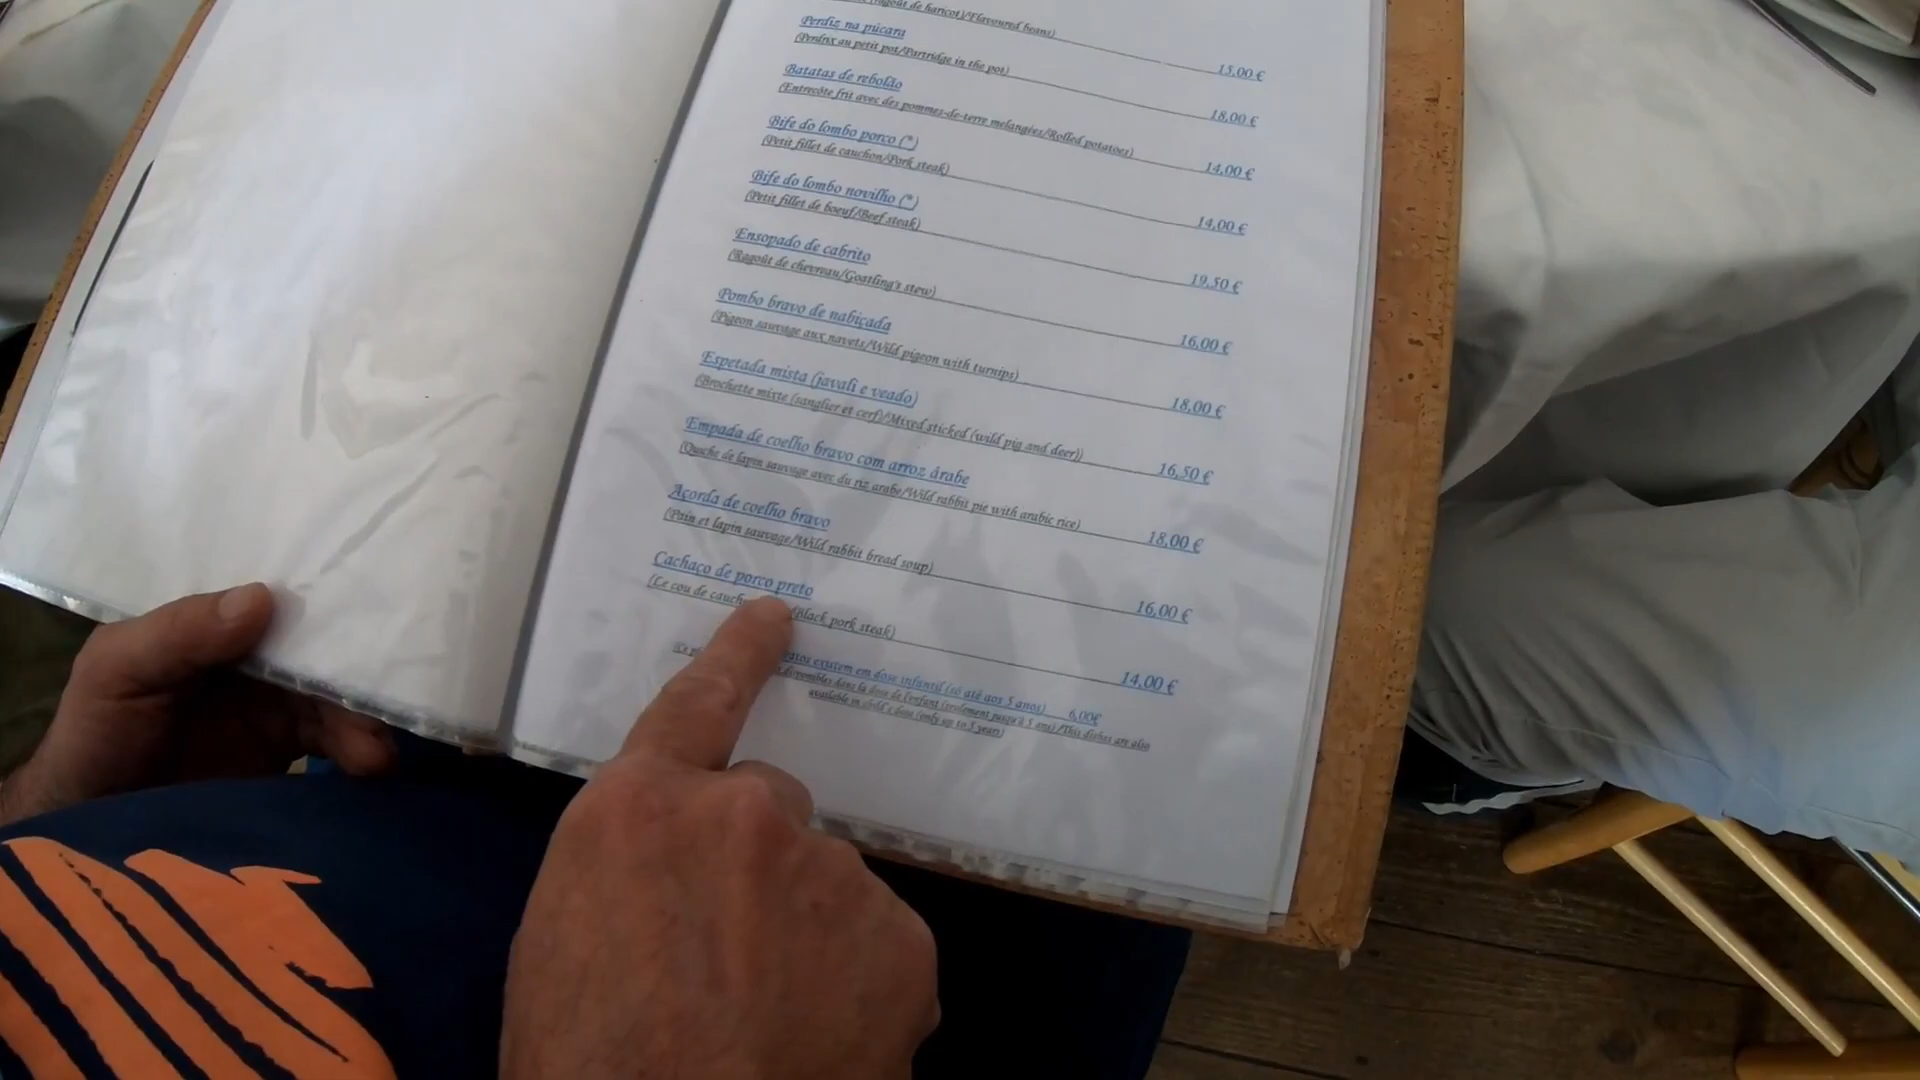 de haricot)/Flavoured beans)
15,00 €
Perdiz na púcara
(Perdrix au petit pot/Partridge in the pot)
18,00 €
Batatas de rebolão
(Entrecôte frit avec des pommes-de-terre melangées/Rolled potatoes)
14,00 €
Bife do lombo porco (*)
(Petit fillet de cauchon/Pork steak)
14,00 €
Bife do lombo novilho (*)
(Petit fillet de boeuf/Beef steak)
19,50 €
Ensopado de cabrito
(Ragoût de chevreau/Goatling's stew)
16,00 €
Pombo bravo de nabiçada
(Pigeon sauvage aux navets/Wild pigeon with turnips)
18,00 €
Espetada mista (javali e veado)
(Brochette mixte (sanglier et cerf)/Mixed sticked (wild pig and deer))
16,50 €
Empada de coelho bravo com arroz árabe
(Quiche de lapin sauvage avec du riz arabe/Wild rabbit pie with arabic rice)
18,00 €
Açorda de coelho bravo
(Pain et lapin sauvage/Wild rabbit bread soup)
16,00 €
Cachaço de porco preto
(Le cou de Black pork steak)
14,00 €
existem em dose infantil (só até aos 5 anos) 6,00€
disponibles dans la dose de l'enfant (seulement jusqu'à 5 ans) /This dishes are also
available in child's dose (only up to 5 years)